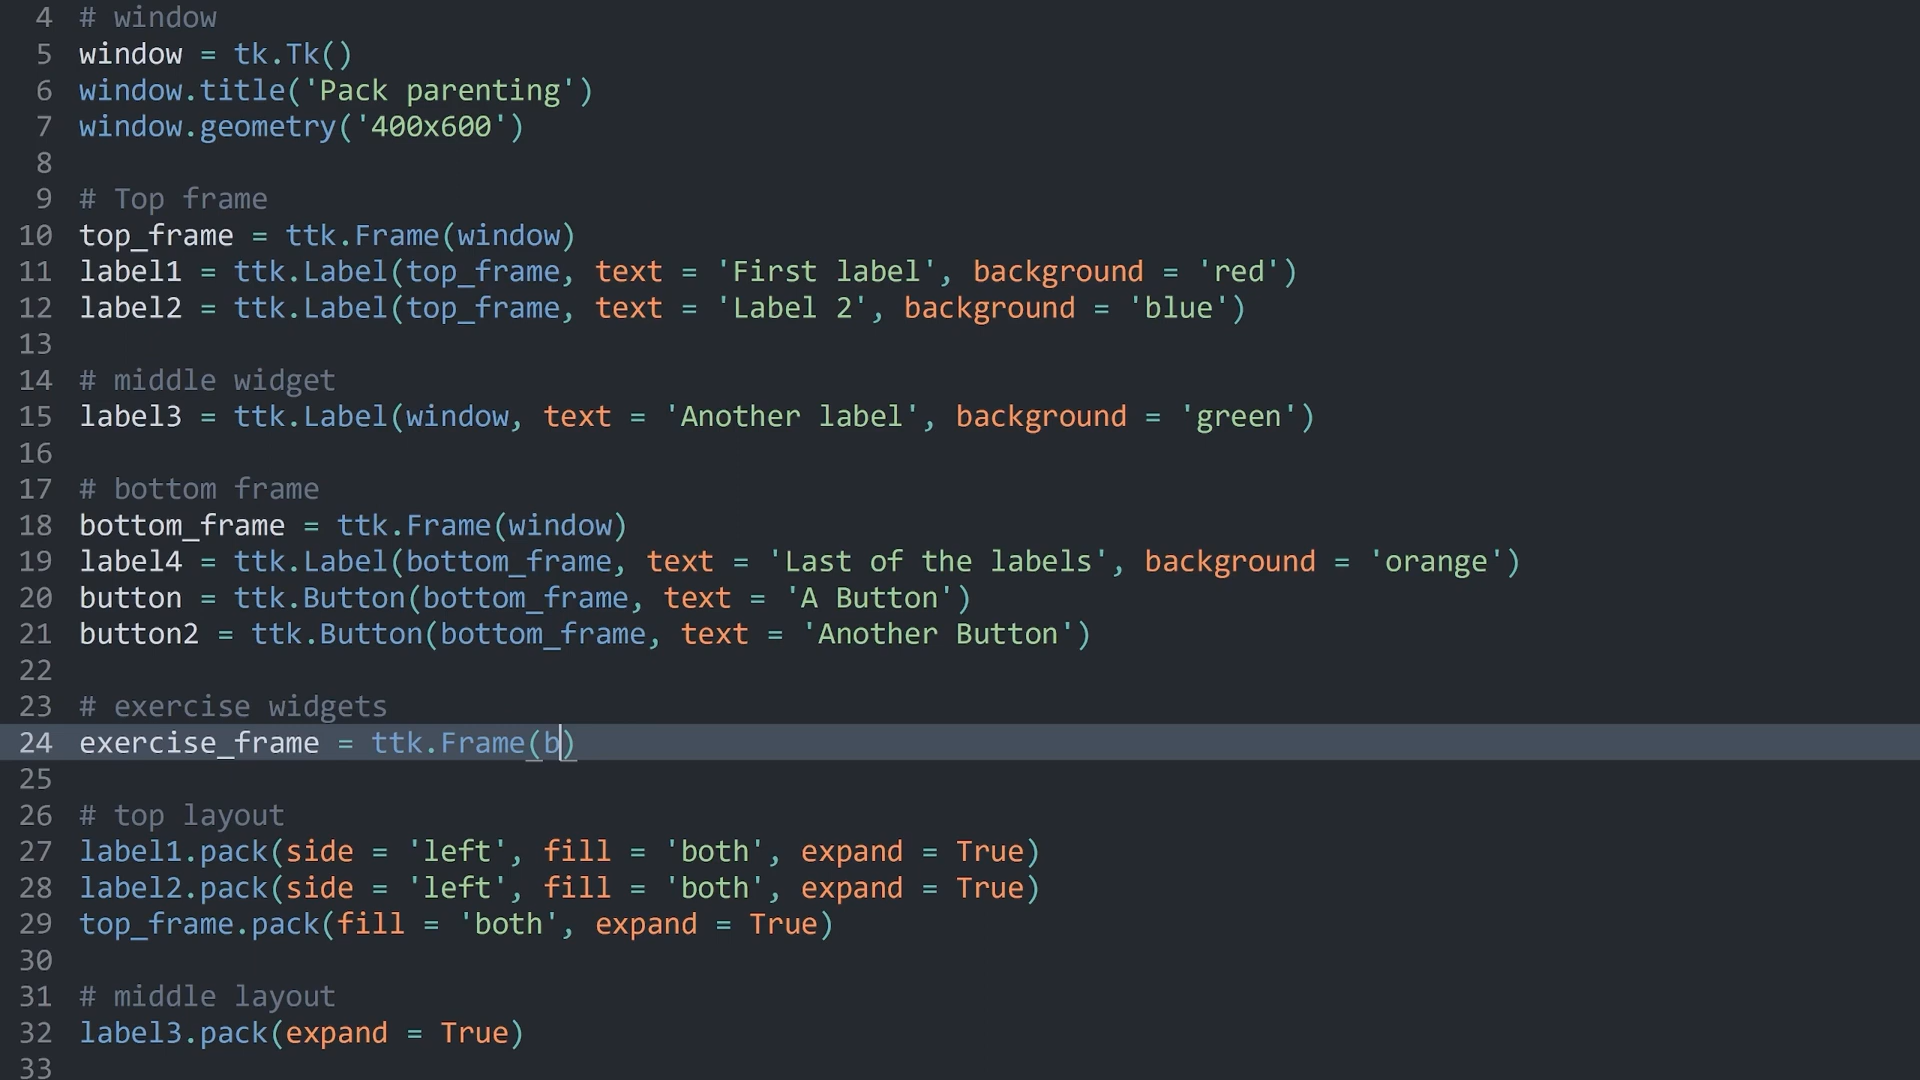 4 # window
5 window = tk.Tk()
6 window.title('Pack parenting')
7 window.geometry('400x600')
8
9 # Top frame
10 top_frame = ttk.Frame(window)
11 label1 = ttk.Label(top_frame, text = 'First label', background = 'red')
12 label2 = ttk.Label(top_frame, text = 'Label 2', background = 'blue')
13
14 # middle widget
15 label3 = ttk.Label(window, text = 'Another label', background = 'green')
16
17 # bottom frame
18 bottom_frame = ttk.Frame(window)
19 label4 = ttk.Label(bottom_frame, text = 'Last of the labels', background = 'orange')
20 button = ttk.Button(bottom_frame, text = 'A Button')
21 button2 = ttk.Button(bottom_frame, text = 'Another Button')
22
23 # exercise widgets
24 exercise_frame = ttk.Frame(b)
25
26 # top layout
27 label1.pack(side = 'left', fill = 'both', expand = True)
28 label2.pack(side = 'left', fill = 'both', expand = True)
29 top_frame.pack(fill = 'both', expand = True)
30
31 # middle layout
32 label3.pack(expand = True)
33